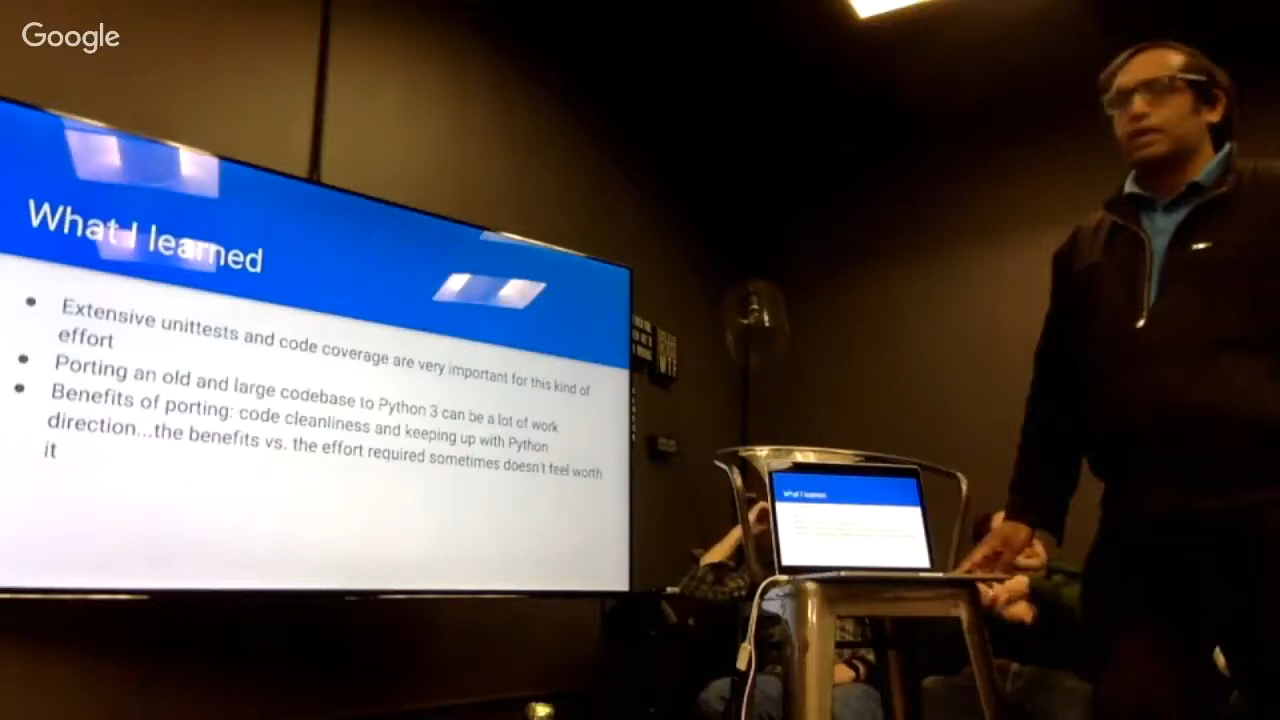 Google
What I learned
Extensive unittests and code coverage are very important for this kind of
effort
Porting an old and large codebase to Python 3 can be a lot of work
Benefits of porting: code cleanliness and keeping up with Python
direction...the benefits vs. the effort required sometimes doesn't feel worth
it
What I learned